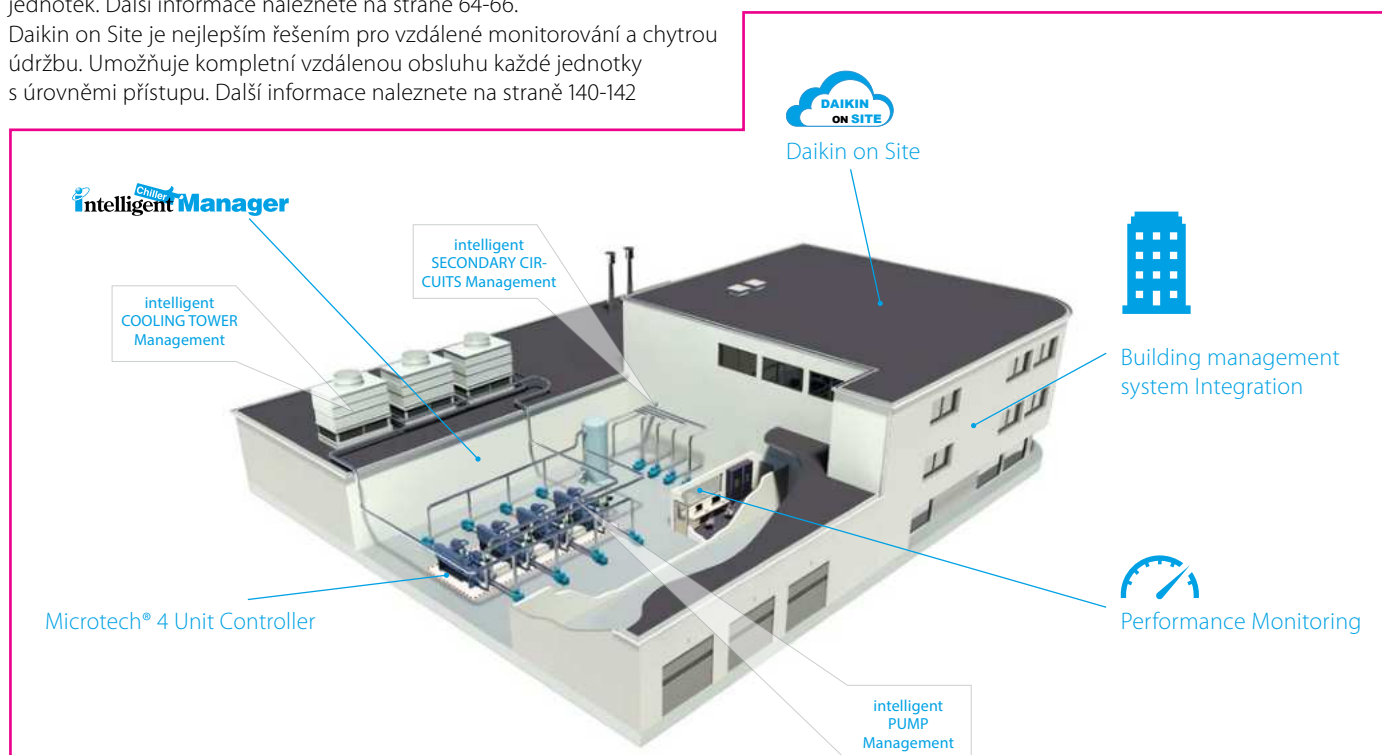 jednotek. Další informace naleznete na straně 64-66.
Daikin on Site je nejlepším řešením pro vzdálené monitorování a chytrou
údržbu. Umožňuje kompletní vzdálenou obsluhu každé jednotky
s úrovněmi přístupu. Další informace naleznete na straně 140-142
DAIKIN
ON SITE
Daikin on Site
Chiller
intelligent Manager
intelligent
SECONDARY CIR-
CUITS Management
intelligent
COOLING TOWER
Management
Building management
system Integration
Microtech® 4 Unit Controller
Performance Monitoring
intelligent
PUMP
Management